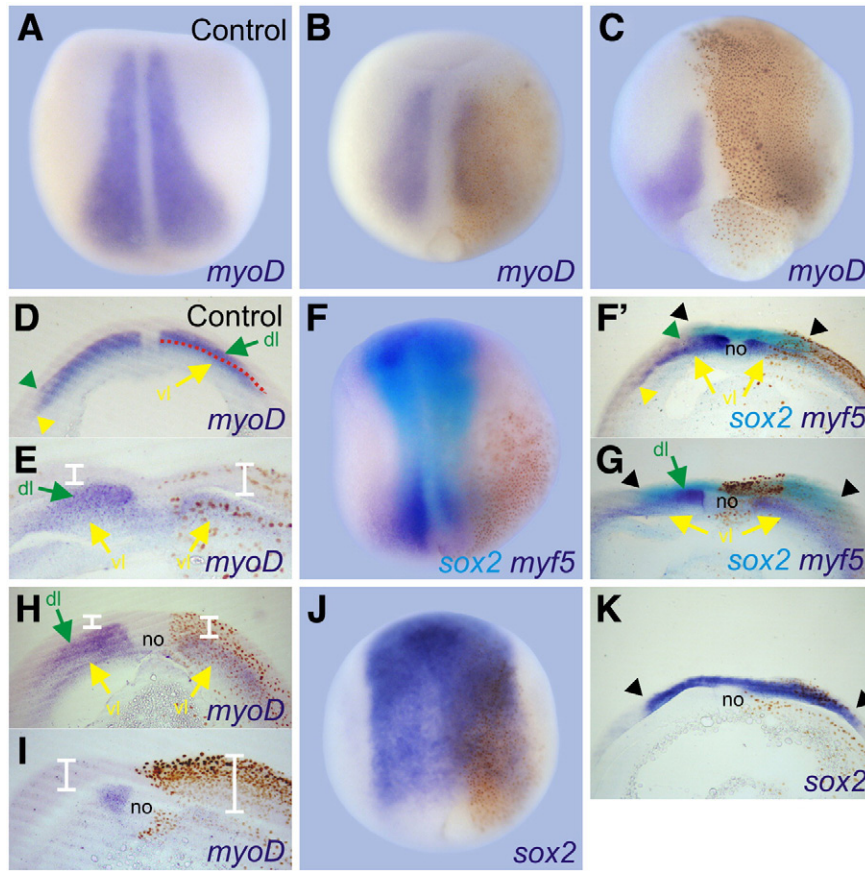 A Control
myoD
B
myoD
C
myoD
D Control
dl
vl
myoD
E
dl
vl vl
myoD
F
sox2 myf5
F'
no
vl
sox2 myf5
G
dl
no
vl
sox2 myf5
H
dl
no
vl vl
myoD
I
no
myoD
J
sox2
K
no
sox2